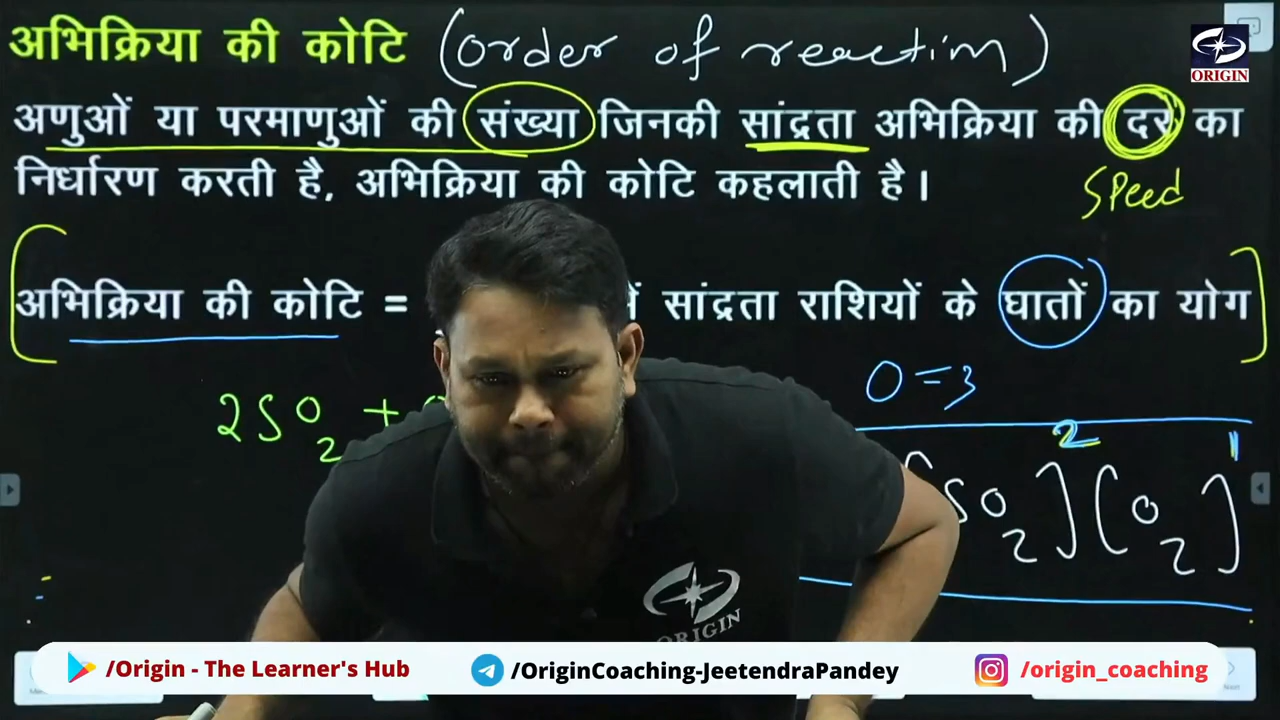 अभिक्रिया की कोटि (order of reaction)
ORIGIN
अणुओं या परमाणुओं की संख्या जिनकी सांद्रता अभिक्रिया की दर का
निर्धारण करती है, अभिक्रिया की कोटि कहलाती है।
Speed
अभिक्रिया की कोटि = सांद्रता राशियों के घातों का योग
O = 3
2SO2 +
[SO2]2 [O2]1
ORIGIN
/Origin - The Learner's Hub
/OriginCoaching-JeetendraPandey
/origin_coaching